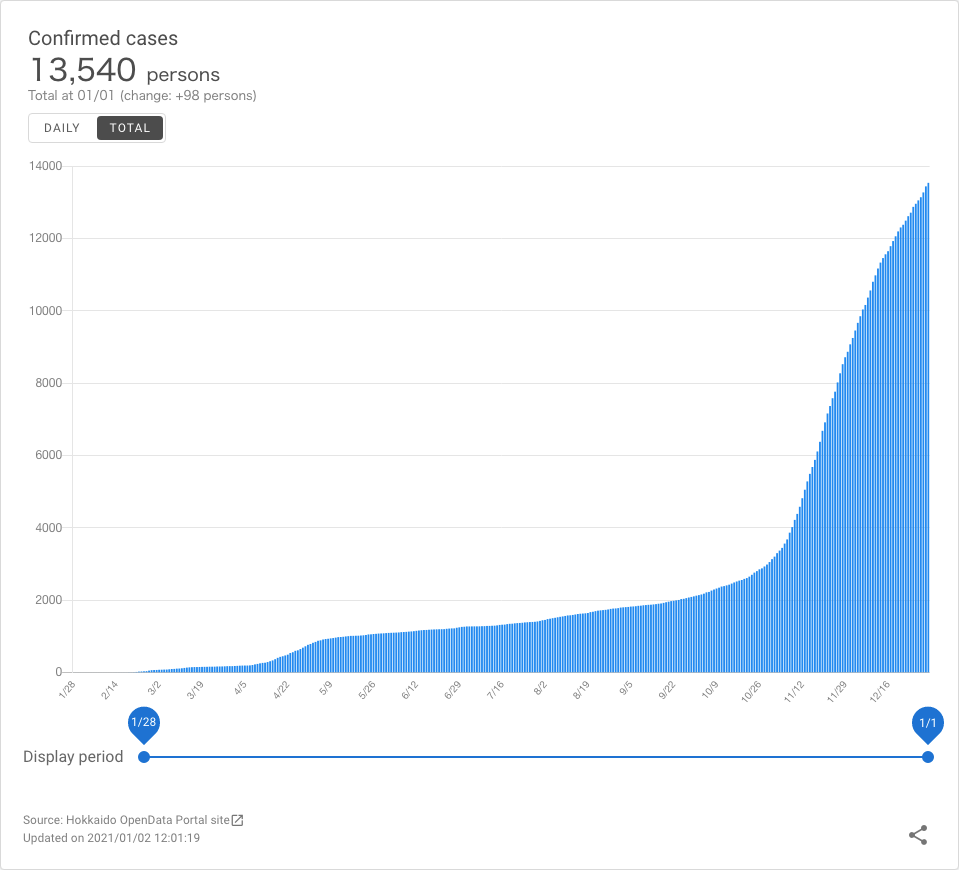 Confirmed cases
13,540 persons
Total at 01/01 (change: +98 persons)
DAILY TOTAL
14000
12000
10000
8000
6000
4000
2000
0
1/28 2/14 3/2 3/19 4/5 4/22 5/9 5/26 6/12 6/29 7/16 8/2 8/19 9/5 9/22 10/9 10/26 11/12 11/29 12/16
1/28 1/1
Display period
Source: Hokkaido OpenData Portal site
Updated on 2021/01/02 12:01:19